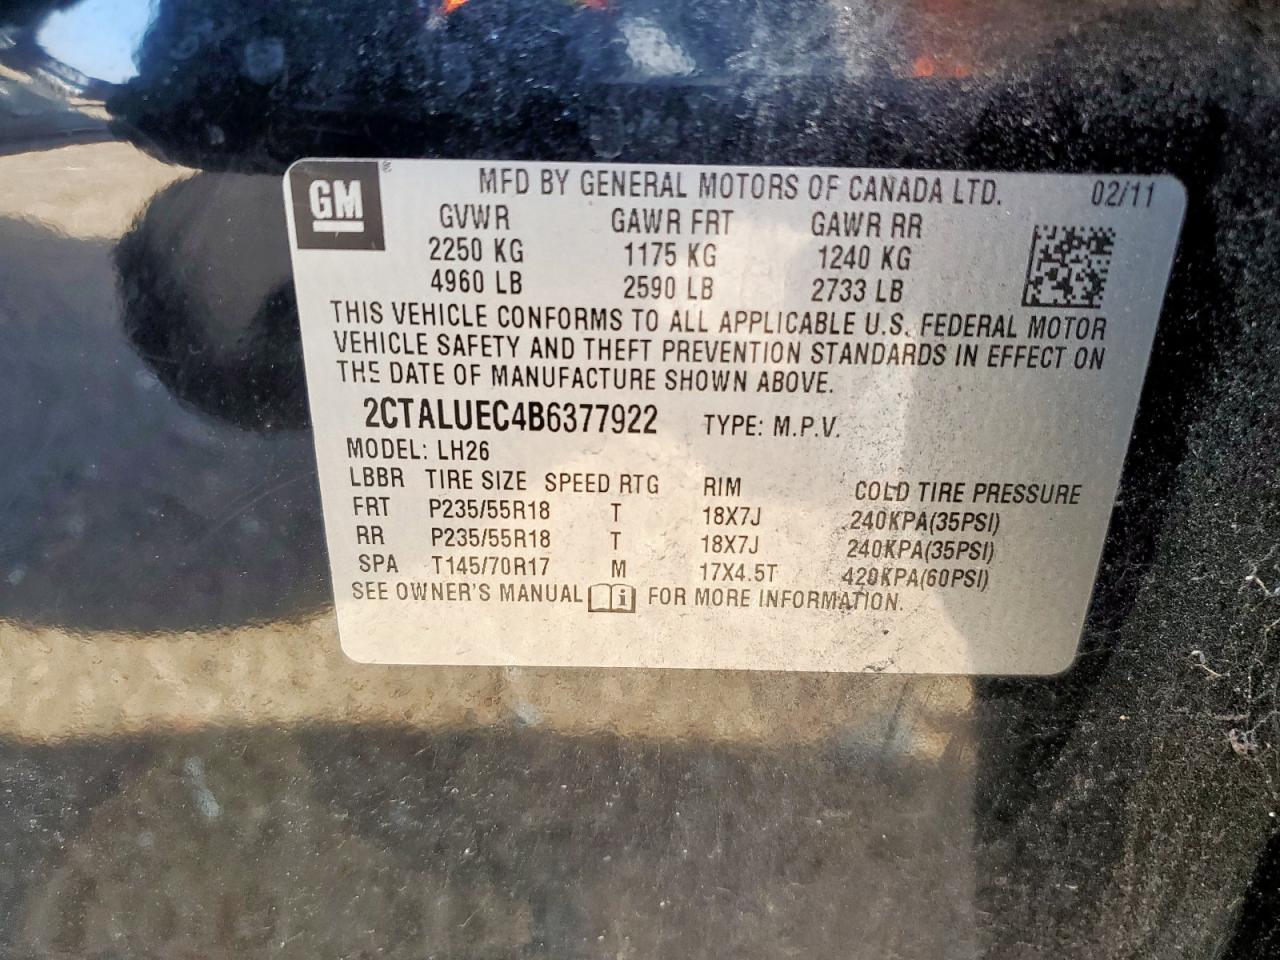 GM
MFD BY GENERAL MOTORS OF CANADA LTD. 02/11
GVWR GAWR FRT GAWR RR
2250 KG 1175 KG 1240 KG
4960 LB 2590 LB 2733 LB
THIS VEHICLE CONFORMS TO ALL APPLICABLE U.S. FEDERAL MOTOR
VEHICLE SAFETY AND THEFT PREVENTION STANDARDS IN EFFECT ON
THE DATE OF MANUFACTURE SHOWN ABOVE.
2CTALUEC4B6377922 TYPE: M.P.V.
MODEL: LH26
LBBR TIRE SIZE SPEED RTG RIM COLD TIRE PRESSURE
FRT P235/55R18 T 18X7J 240KPA(35PSI)
RR P235/55R18 T 18X7J 240KPA(35PSI)
SPA T145/70R17 M 17X4.5T 420KPA(60PSI)
SEE OWNER'S MANUAL i FOR MORE INFORMATION.